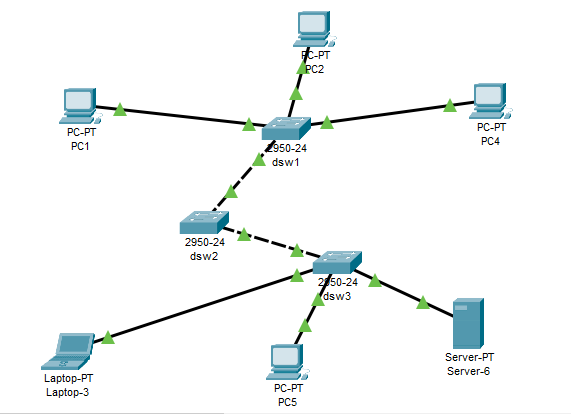 PC-PT
PC2
PC-PT
PC1
PC-PT
PC4
2950-24
dsw1
2950-24
dsw2
2950-24
dsw3
Laptop-PT
Laptop-3
PC-PT
PC5
Server-PT
Server-6